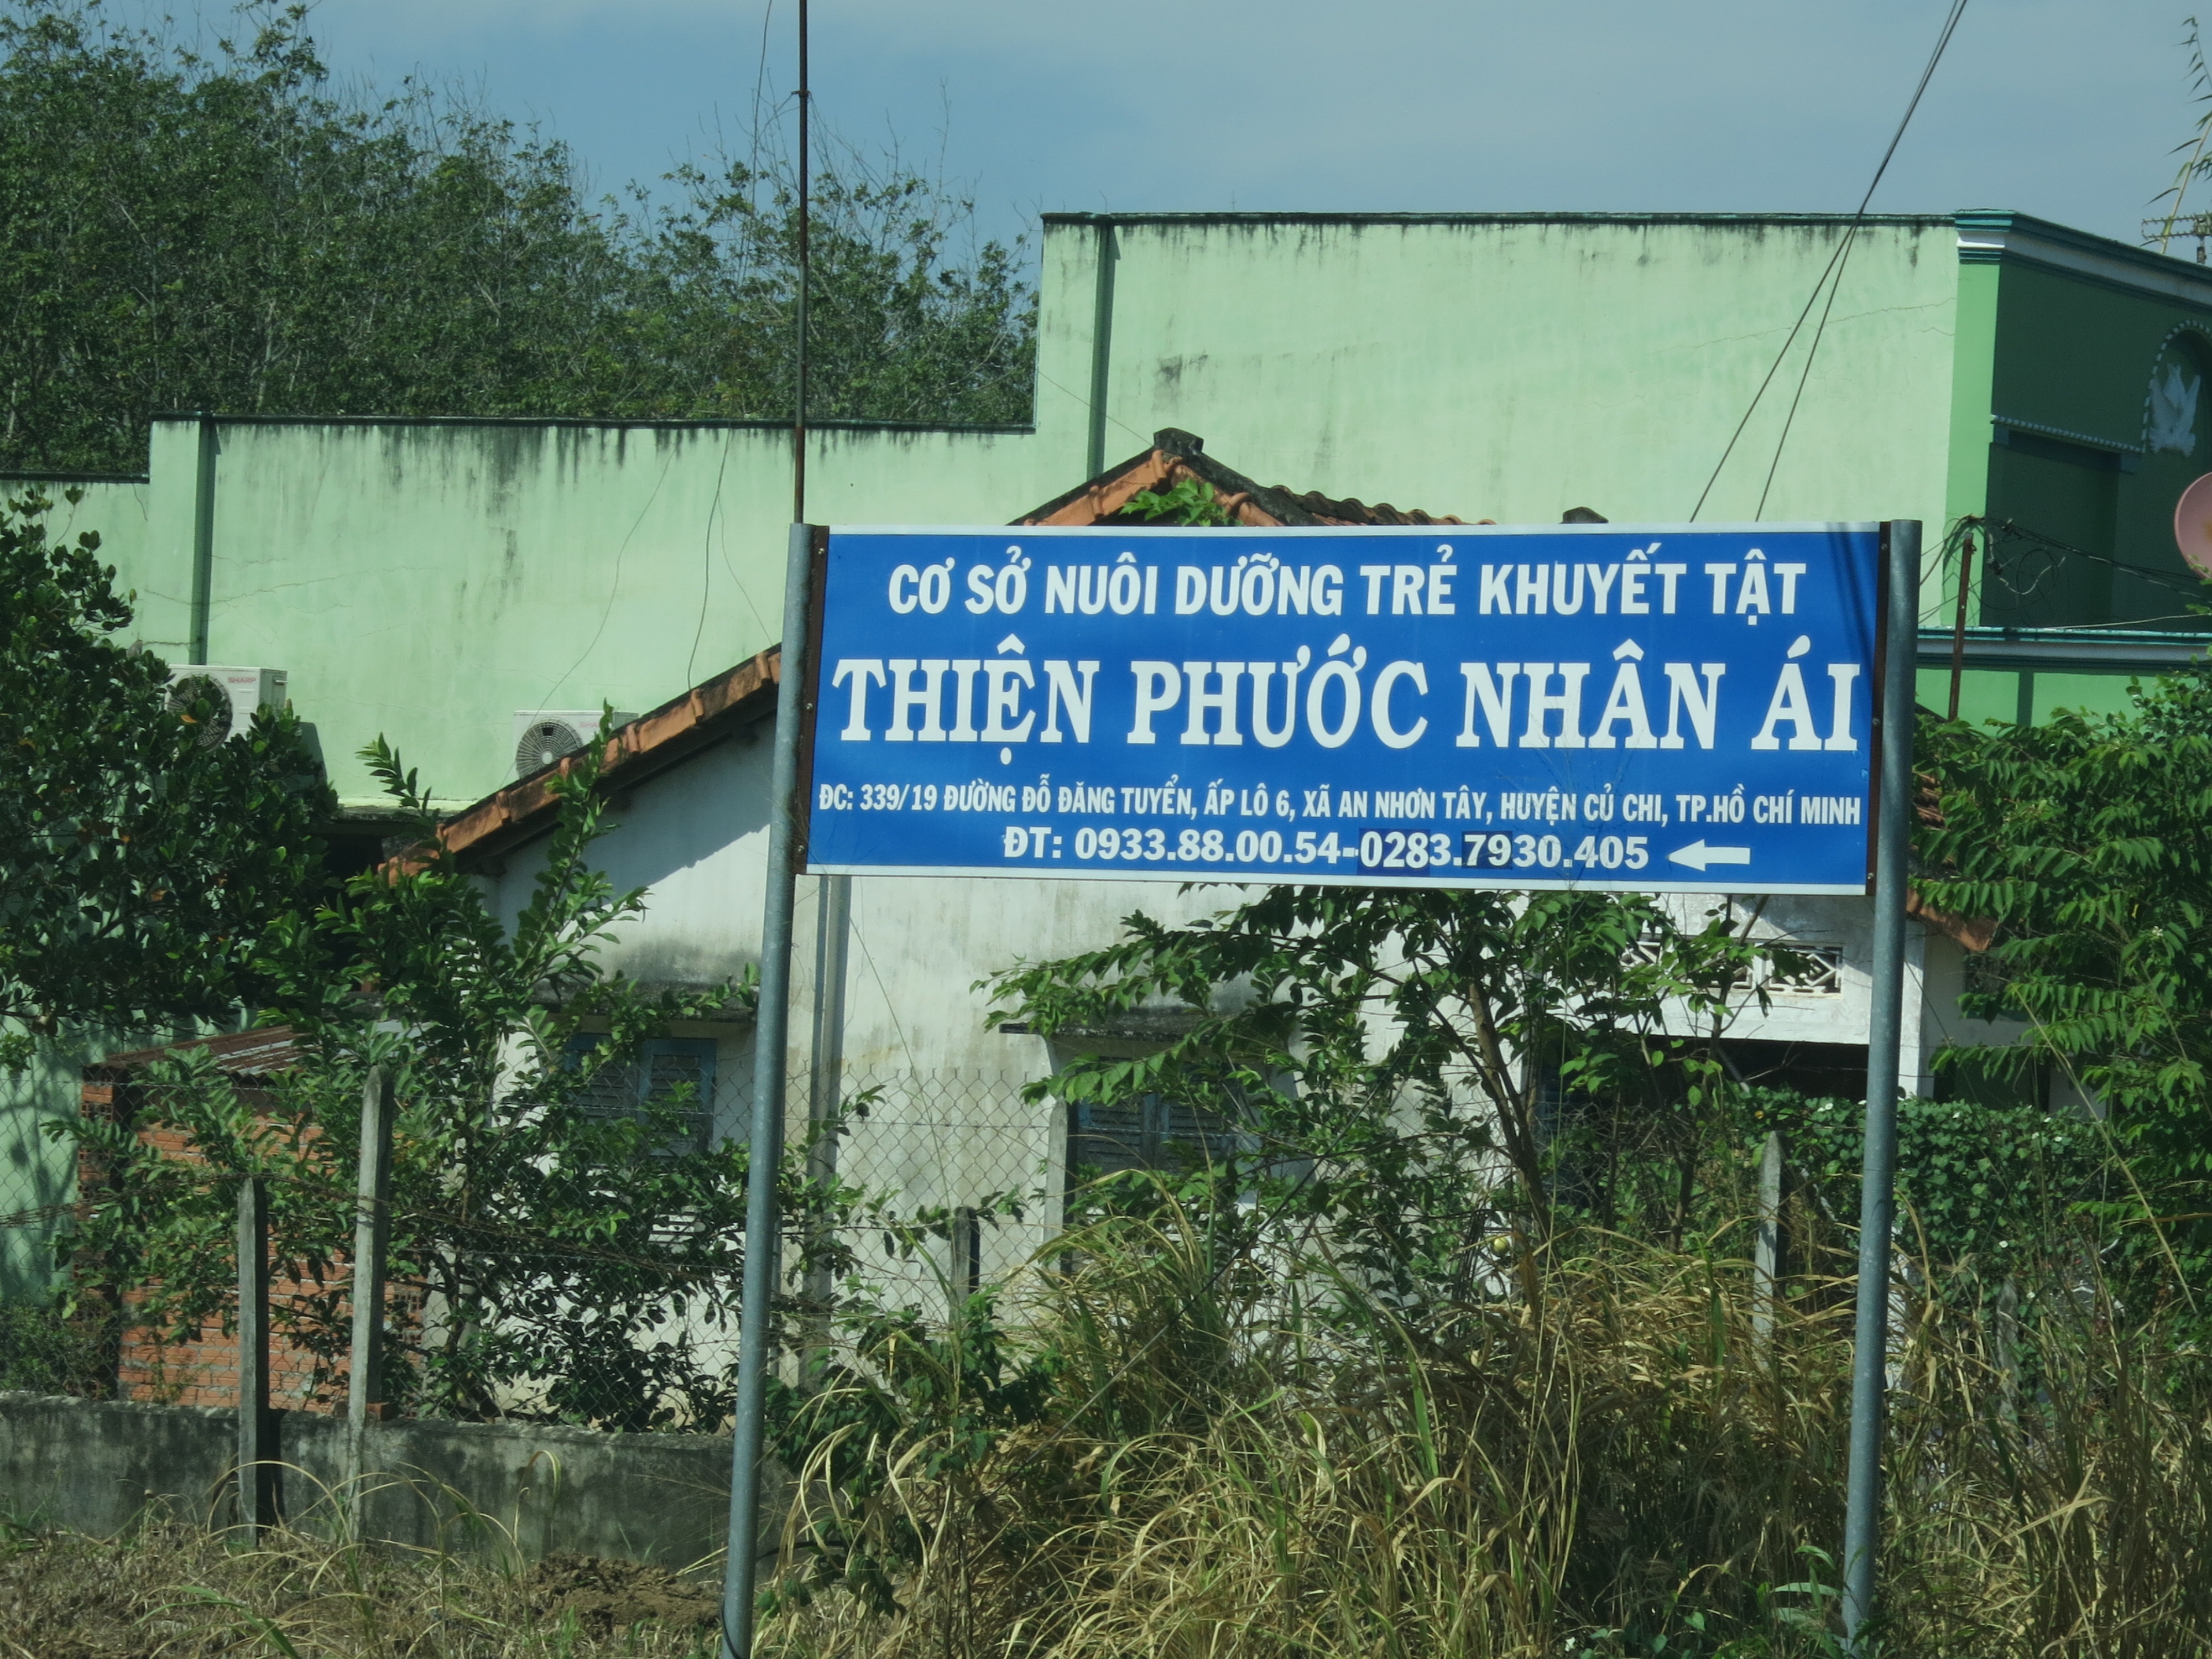 CƠ SỞ NUÔI DƯỠNG TRẺ KHUYẾT TẬT
THIỆN PHƯỚC NHÂN ÁI
ĐC: 339/19 ĐƯỜNG ĐỖ ĐĂNG TUYỂN, ẤP LÔ 6, XÃ AN NHƠN TÂY, HUYỆN CỦ CHI, TP.HỒ CHÍ MINH
ĐT: 0933.88.00.54-0283.7930.405
SHARP